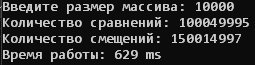 Введите размер массива: 10000
Количество сравнений: 100049995
Количество смещений: 150014997
Время работы: 629 ms